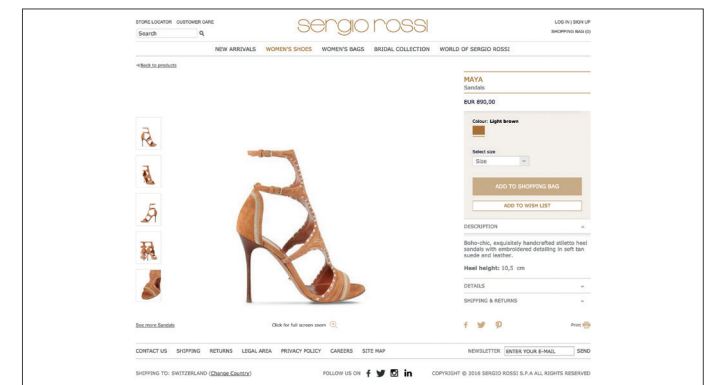 STORE LOCATOR CUSTOMER CARE
sergio rossi
LOG IN | SIGN UP
Search
SHOPPING BAG (0)
NEW ARRIVALS WOMEN'S SHOES WOMEN'S BAGS BRIDAL COLLECTION WORLD OF SERGIO ROSSI
Back to products
MAYA
Sandals
EUR 890,00
Colour: Light brown
Select size
Size
ADD TO SHOPPING BAG
ADD TO WISH LIST
DESCRIPTION
Boho-chic, exquisitely handcrafted stiletto heel
sandals with embroidered detailing in soft tan
suede and leather.
Heel height: 10,5 cm
DETAILS
SHIPPING & RETURNS
See more Sandals
Click for full screen zoom
Print
CONTACT US SHIPPING RETURNS LEGAL AREA PRIVACY POLICY CAREERS SITE MAP
NEWSLETTER ENTER YOUR E-MAIL SEND
SHIPPING TO: SWITZERLAND (Change Country)
FOLLOW US ON
COPYRIGHT © 2016 SERGIO ROSSI S.P.A ALL RIGHTS RESERVED